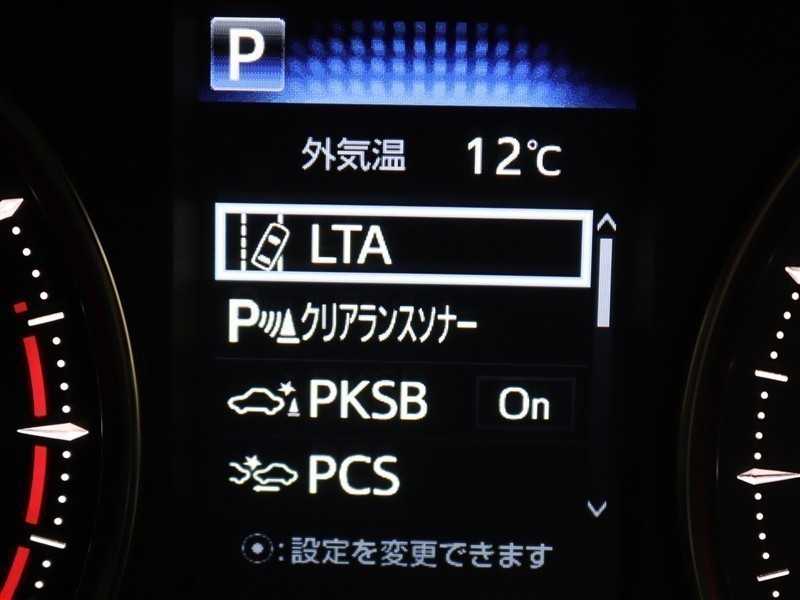 P
外気温 12℃
LTA
Pクリアランスソナー
PKSB On
PCS
:設定を変更できます